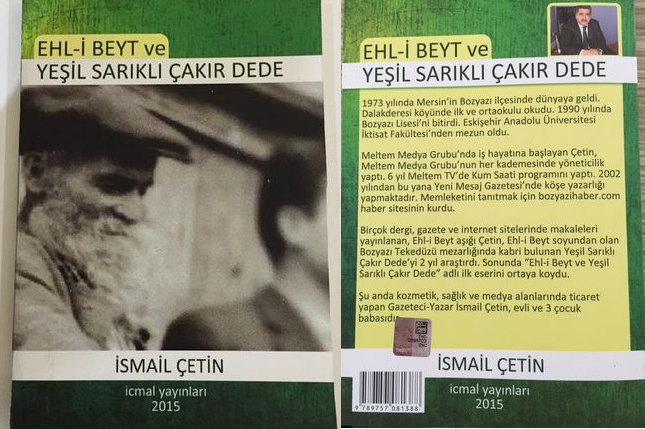 EHL-İ BEYT ve
YEŞİL SARIKLI ÇAKIR DEDE
İSMAİL ÇETİN
icmal yayınları
2015
EHL-İ BEYT ve
YEŞİL SARIKLI ÇAKIR DEDE
1973 yılında Mersin'in Bozyazı ilçesinde dünyaya geldi.
Dalakderesi köyünde ilk ve ortaokulu okudu. 1990 yılında
Bozyazı Lisesi'ni bitirdi. Eskişehir Anadolu Üniversitesi
İktisat Fakültesi'nden mezun oldu.
Meltem Medya Grubu'nda iş hayatına başlayan Çetin,
Meltem Medya Grubu'nun her kademesinde yöneticilik
yaptı. 6 yıl Meltem TV'de Kum Saati programını yaptı. 2002
yılından bu yana Yeni Mesaj Gazetesi'nde köşe yazarlığı
yapmaktadır. Memleketini tanıtmak için bozyazihaber.com
haber sitesinin kurdu.
Birçok dergi, gazete ve internet sitelerinde makaleleri
yayınlanan, Ehl-i Beyt aşığı Çetin, Ehl-i Beyt soyundan olan
Bozyazı Tekedüzü mezarlığında kabri bulunan Yeşil Sarıklı
Çakır Dede'yi 2 yıl araştırdı. Sonunda "Ehl-i Beyt ve Yeşil
Sarıklı Çakır Dede" adlı ilk eserini ortaya koydu.
Şu anda kozmetik, sağlık ve medya alanlarında ticaret
yapan Gazeteci-Yazar İsmail Çetin, evli ve 3 çocuk
babasıdır.
İSMAİL ÇETİN
icmal yayınları
2015
9 789757 081388